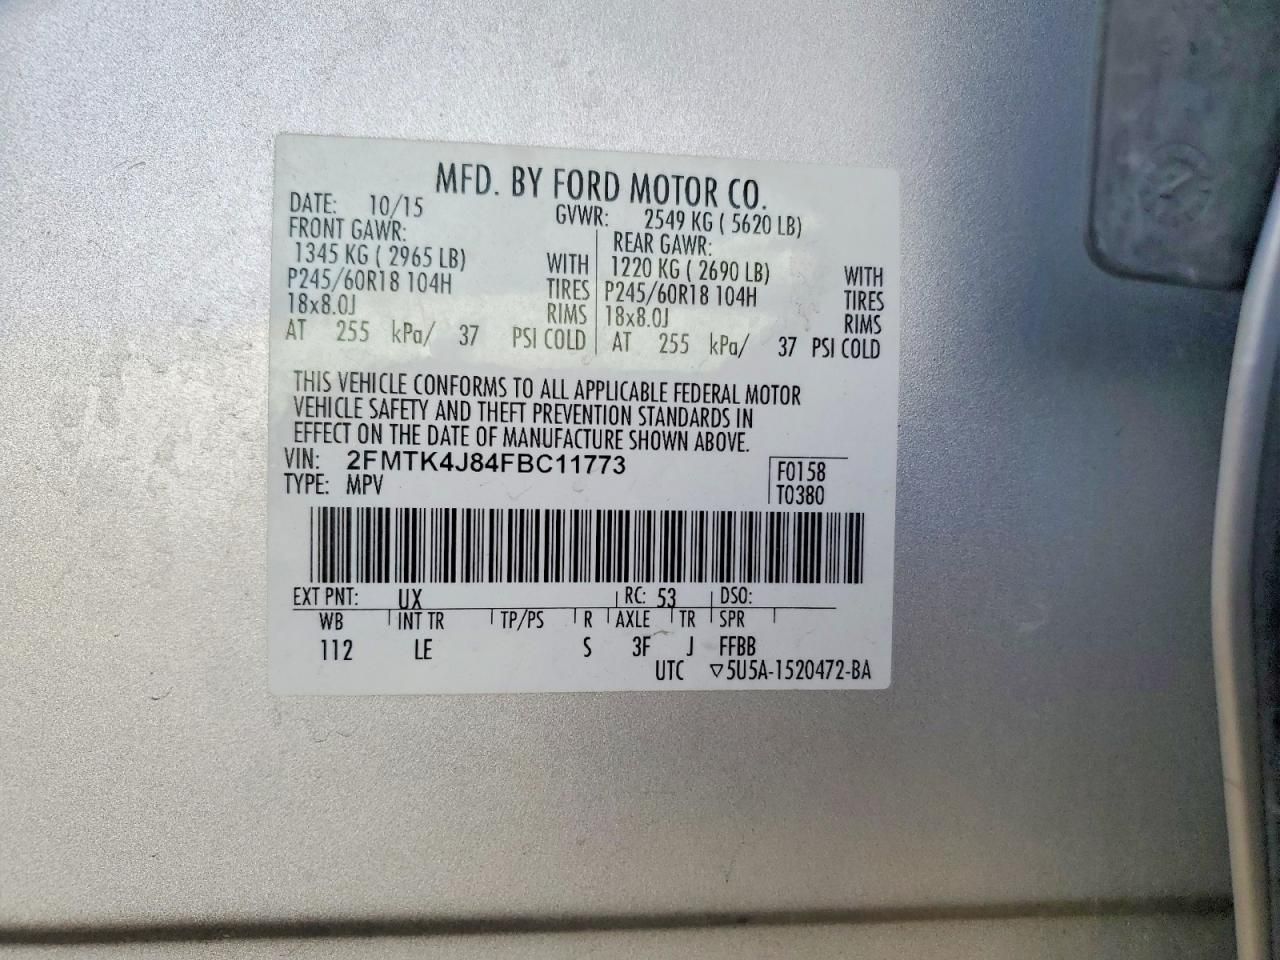 MFD. BY FORD MOTOR CO.
DATE: 10/15 GVWR: 2549 KG ( 5620 LB)
FRONT GAWR: REAR GAWR:
1345 KG ( 2965 LB) WITH 1220 KG ( 2690 LB) WITH
P245/60R18 104H TIRES P245/60R18 104H TIRES
18x8.0J RIMS 18x8.0J RIMS
AT 255 kPa/ 37 PSI COLD AT 255 kPa/ 37 PSI COLD
THIS VEHICLE CONFORMS TO ALL APPLICABLE FEDERAL MOTOR
VEHICLE SAFETY AND THEFT PREVENTION STANDARDS IN
EFFECT ON THE DATE OF MANUFACTURE SHOWN ABOVE.
VIN: 2FMTK4J84FBC11773 F0158
TYPE: MPV T0380
EXT PNT: UX RC: 53 DSO:
WB INT TR TP/PS R AXLE TR SPR
112 LE S 3F J FFBB
UTC ▽5U5A-1520472-BA